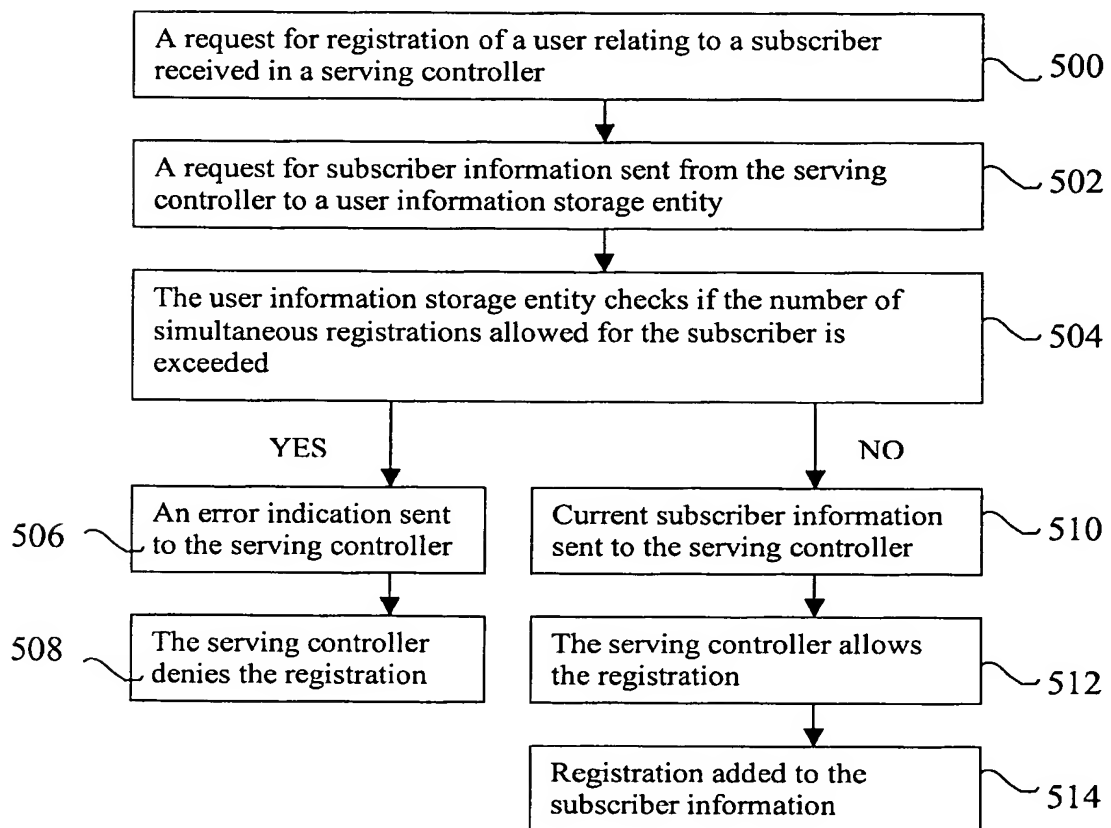 A request for registration of a user relating to a subscriber
received in a serving controller
500
A request for subscriber information sent from the serving
controller to a user information storage entity
502
The user information storage entity checks if the number of
simultaneous registrations allowed for the subscriber is
exceeded
504
YES
NO
506
An error indication sent
to the serving controller
Current subscriber information
sent to the serving controller
510
508
The serving controller
denies the registration
The serving controller allows
the registration
512
Registration added to the
subscriber information
514